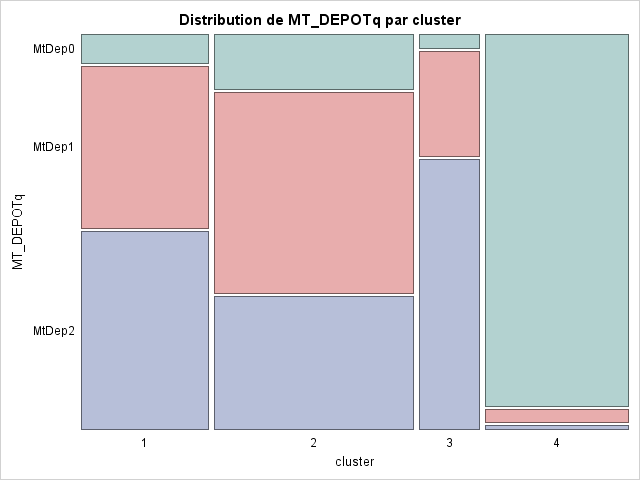 Distribution de MT_DEPOTq par cluster
MtDep0
MtDep1
MT_DEPOTq
MtDep2
1 2 3 4
cluster